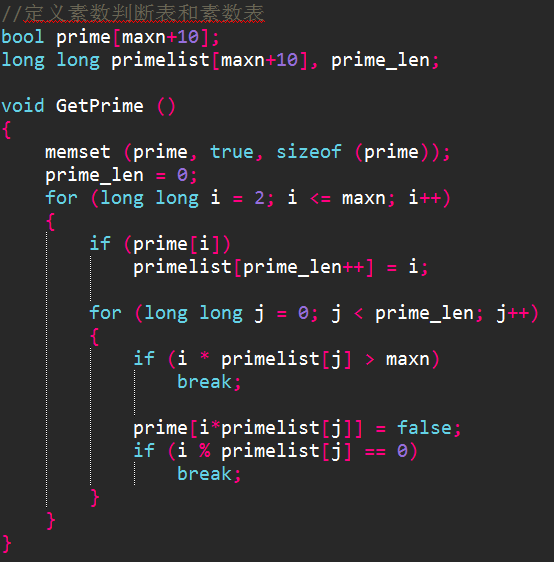 //定义素数判断表和素数表
bool prime[maxn+10];
long long primelist[maxn+10], prime_len;
void GetPrime ()
{
memset (prime, true, sizeof (prime));
prime_len = 0;
for (long long i = 2; i <= maxn; i++)
{
if (prime[i])
primelist[prime_len++] = i;
for (long long j = 0; j < prime_len; j++)
{
if (i * primelist[j] > maxn)
break;
prime[i*primelist[j]] = false;
if (i % primelist[j] == 0)
break;
}
}
}